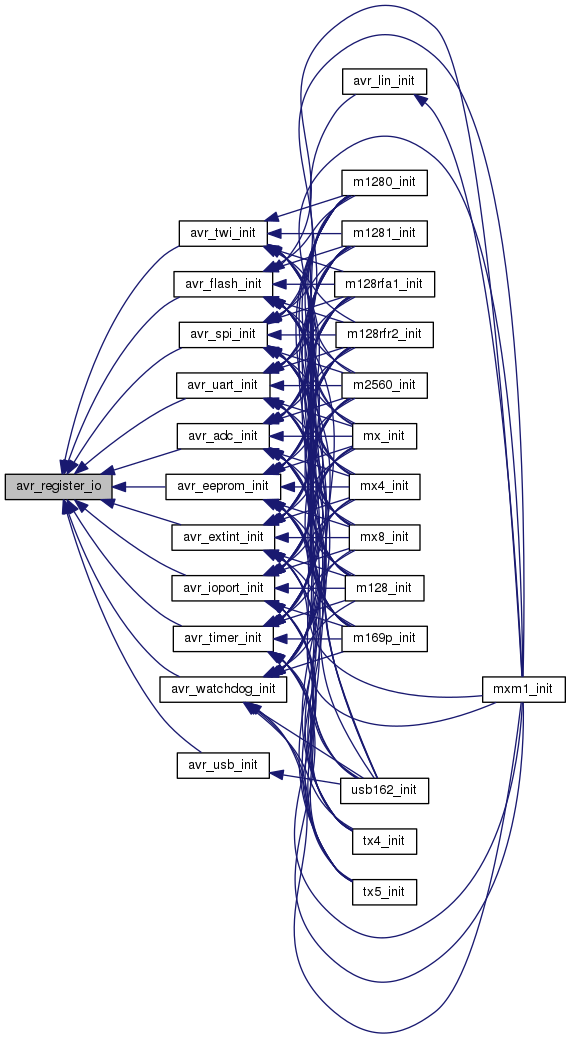 avr_register_io
avr_twi_init
avr_flash_init
avr_spi_init
avr_uart_init
avr_adc_init
avr_eeprom_init
avr_extint_init
avr_ioport_init
avr_timer_init
avr_watchdog_init
avr_usb_init
avr_lin_init
m1280_init
m1281_init
m128rfa1_init
m128rfr2_init
m2560_init
mx_init
mx4_init
mx8_init
m128_init
m169p_init
usb162_init
tx4_init
tx5_init
mxm1_init